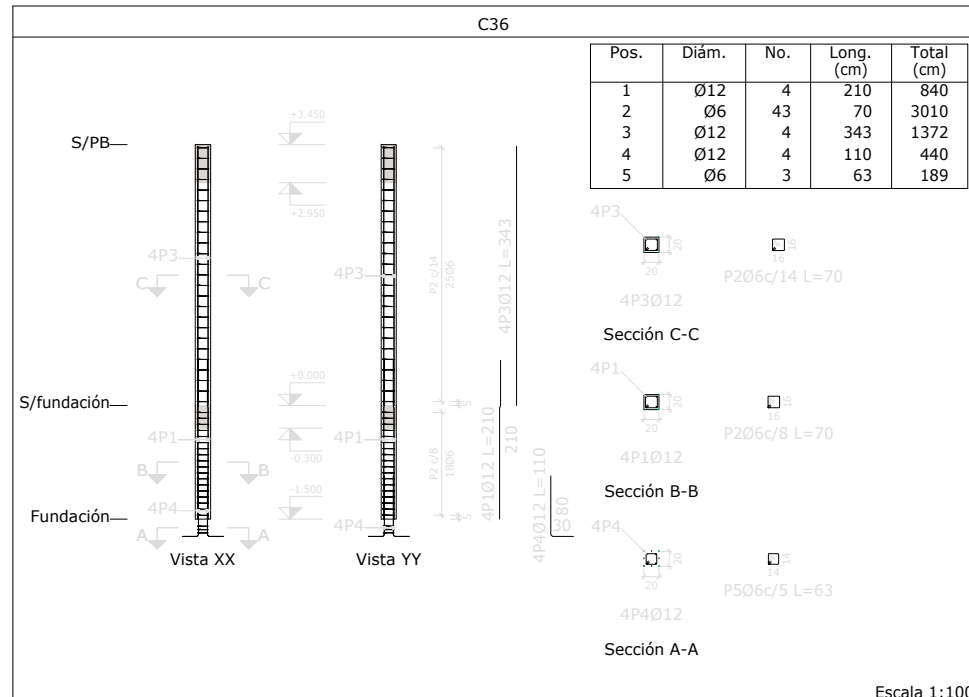 C36
Pos. Diám. No. Long. (cm) Total (cm)
1 Ø12 4 210 840
2 Ø6 43 70 3010
3 Ø12 4 343 1372
4 Ø12 4 110 440
5 Ø6 3 63 189
S/PB
S/fundación
Fundación
+3.450
+2.950
+0.000
-0.300
-1.500
4P3
C C
4P1
B B
4P4
A A
Vista XX
4P3
4P1
4P4
Vista YY
P2 c/14
25Ø6
5
P2 c/8
18Ø6
5
4P3Ø12 L=343
4P1Ø12 L=210
210
4P4Ø12 L=110
80
30
4P3
20
20
4P3Ø12
16
16
P2Ø6c/14 L=70
Sección C-C
4P1
20
20
4P1Ø12
16
16
P2Ø6c/8 L=70
Sección B-B
4P4
20
20
4P4Ø12
14
14
P5Ø6c/5 L=63
Sección A-A
Escala 1:100